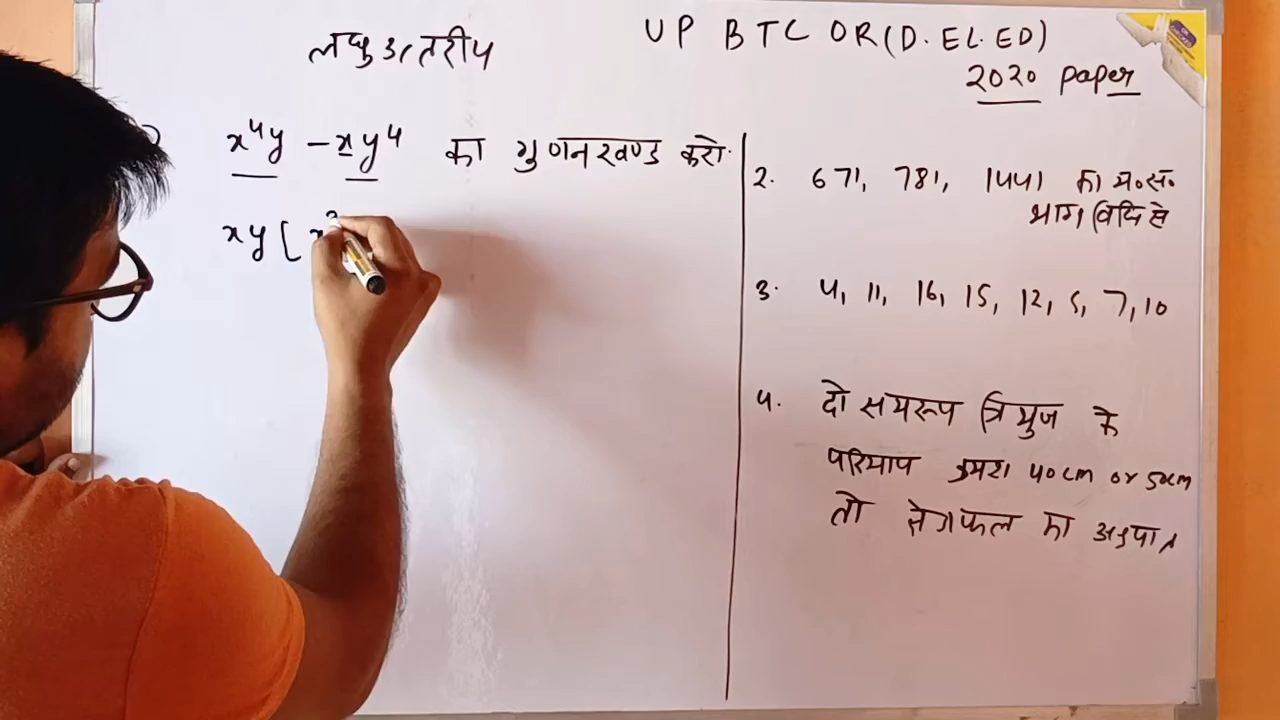 UP BTC OR (D.EL.ED)
लघु उत्तरीय
2020 paper
x⁴y - xy⁴ का गुणनखण्ड करो.
xy [
2. 671, 781, 1441 का म०स०
भाग विधि से
3. 4, 11, 16, 15, 12, 5, 7, 10
4. दो समरूप त्रिभुज के
परिमाप क्रमशः 40cm or 50cm
तो क्षेत्रफल का अनुपात